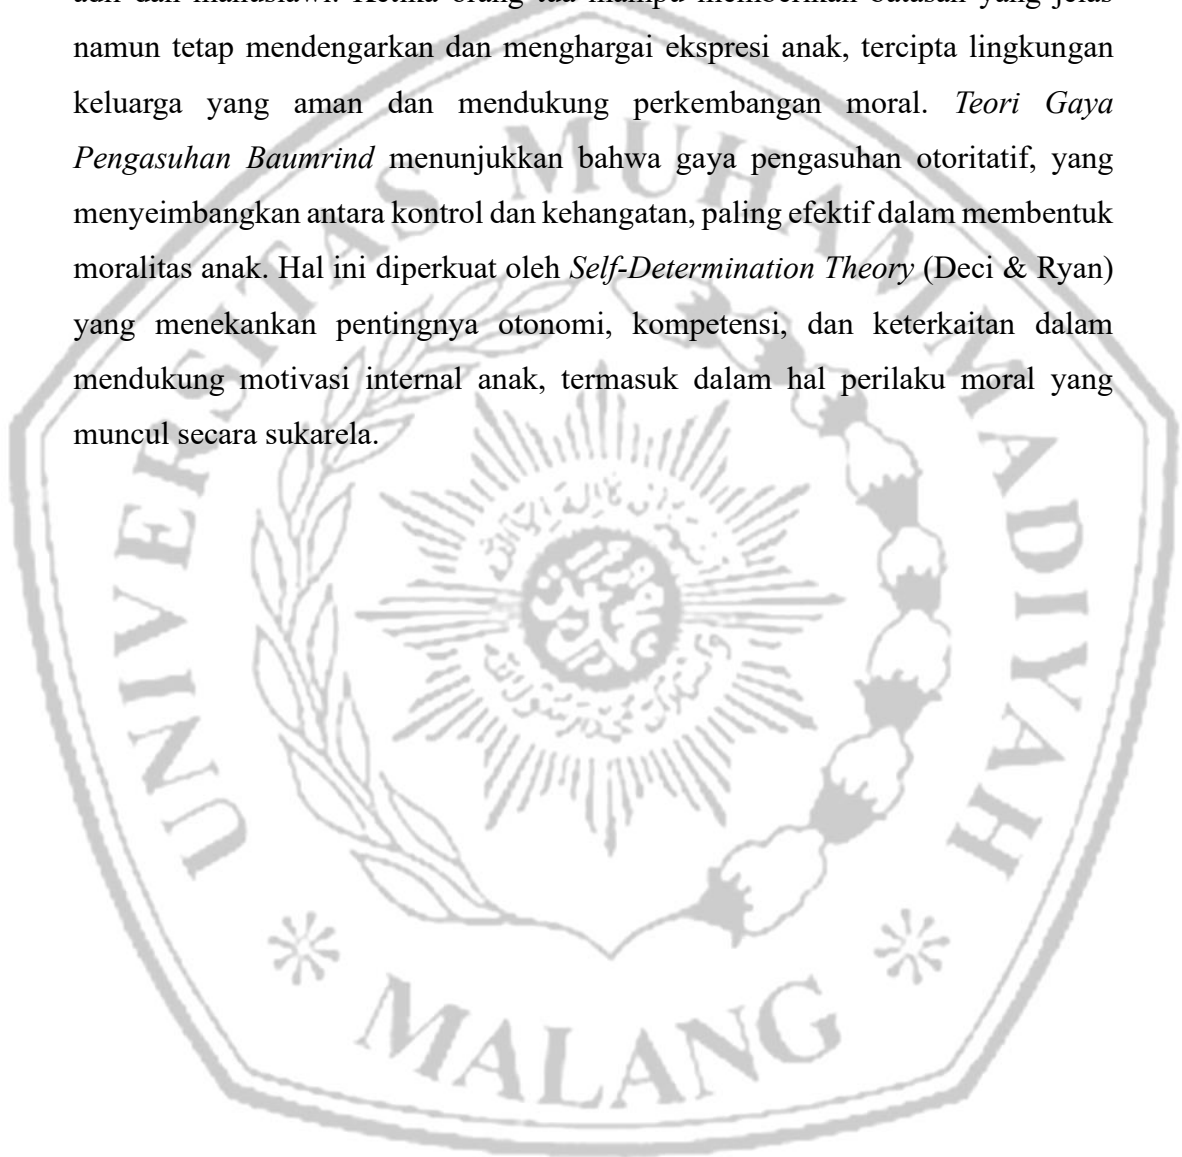 namun tetap mendengarkan dan menghargai ekspresi anak, tercipta lingkungan
keluarga yang aman dan mendukung perkembangan moral. Teori Gaya
Pengasuhan Baumrind menunjukkan bahwa gaya pengasuhan otoritatif, yang
menyeimbangkan antara kontrol dan kehangatan, paling efektif dalam membentuk
moralitas anak. Hal ini diperkuat oleh Self-Determination Theory (Deci & Ryan)
yang menekankan pentingnya otonomi, kompetensi, dan keterkaitan dalam
mendukung motivasi internal anak, termasuk dalam hal perilaku moral yang
muncul secara sukarela.
UNIVERSITAS MUHAMMADIYAH
MALANG